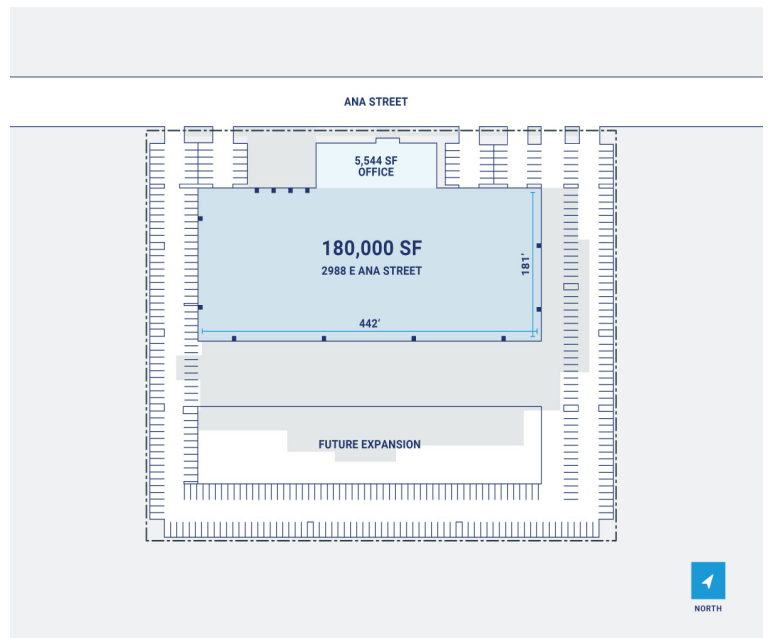 ANA STREET
5,544 SF
OFFICE
180,000 SF
2988 E ANA STREET
181'
442'
FUTURE EXPANSION
NORTH